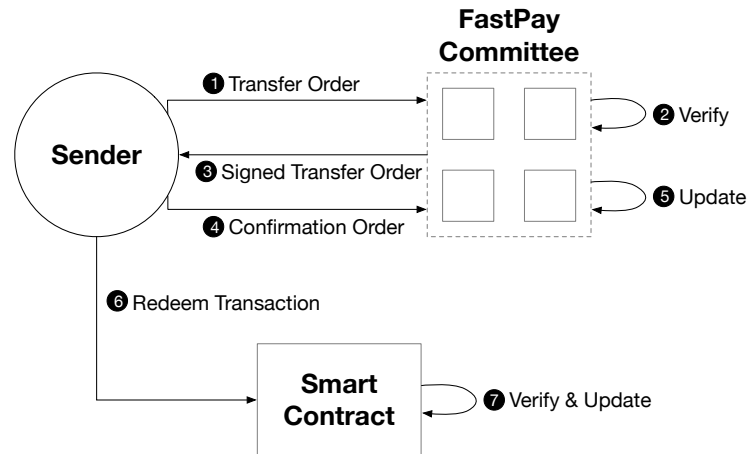 FastPay
Committee
1 Transfer Order
2 Verify
Sender
3 Signed Transfer Order
5 Update
4 Confirmation Order
6 Redeem Transaction
Smart
Contract
7 Verify & Update